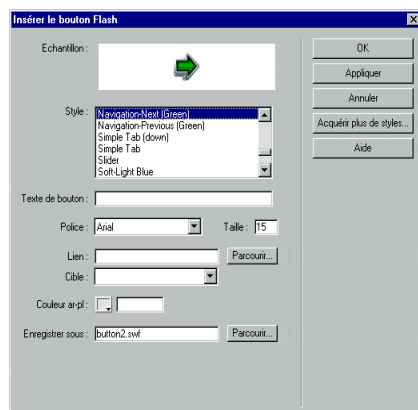 Insérer le bouton Flash
Echantillon :
OK
Appliquer
Annuler
Acquérir plus de styles...
Aide
Style :
Navigation-Next (Green)
Navigation-Previous (Green)
Simple Tab (down)
Simple Tab
Slider
Soft-Light Blue
Texte de bouton :
Police : Arial Taille : 15
Lien : Parcourir...
Cible :
Couleur ar-pl :
Enregistrer sous : button2.swf Parcourir...